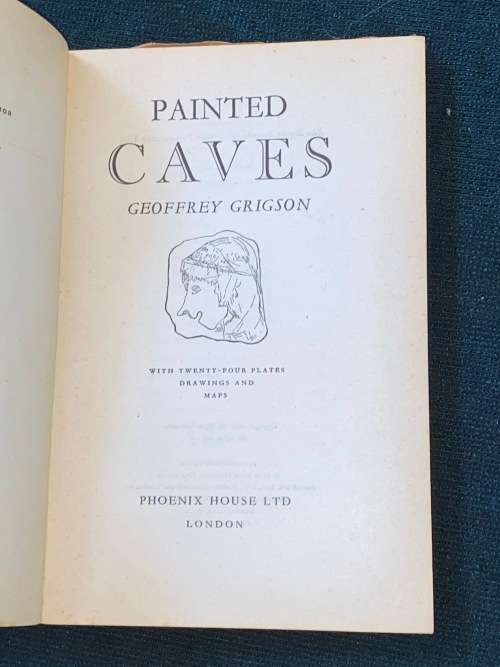 PAINTED
CAVES
GEOFFREY GRIGSON
WITH TWENTY-FOUR PLATES
DRAWINGS AND
MAPS
PHOENIX HOUSE LTD
LONDON